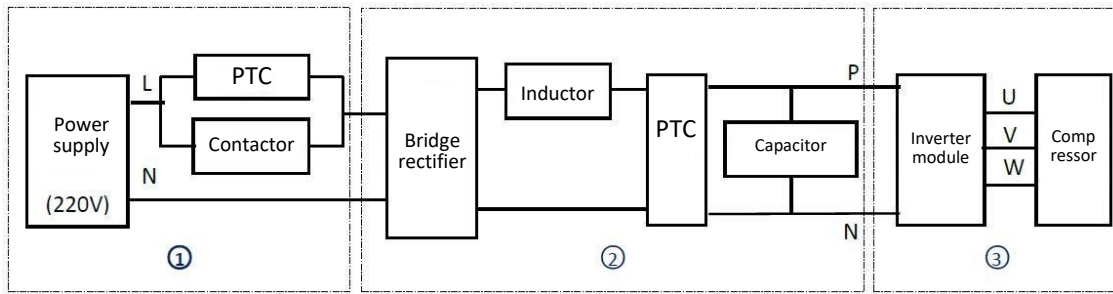 Power
supply
(220V)
L
N
PTC
Contactor
①
Bridge
rectifier
Inductor
PTC
Capacitor
P
N
②
Inverter
module
U
V
W
Comp
ressor
③